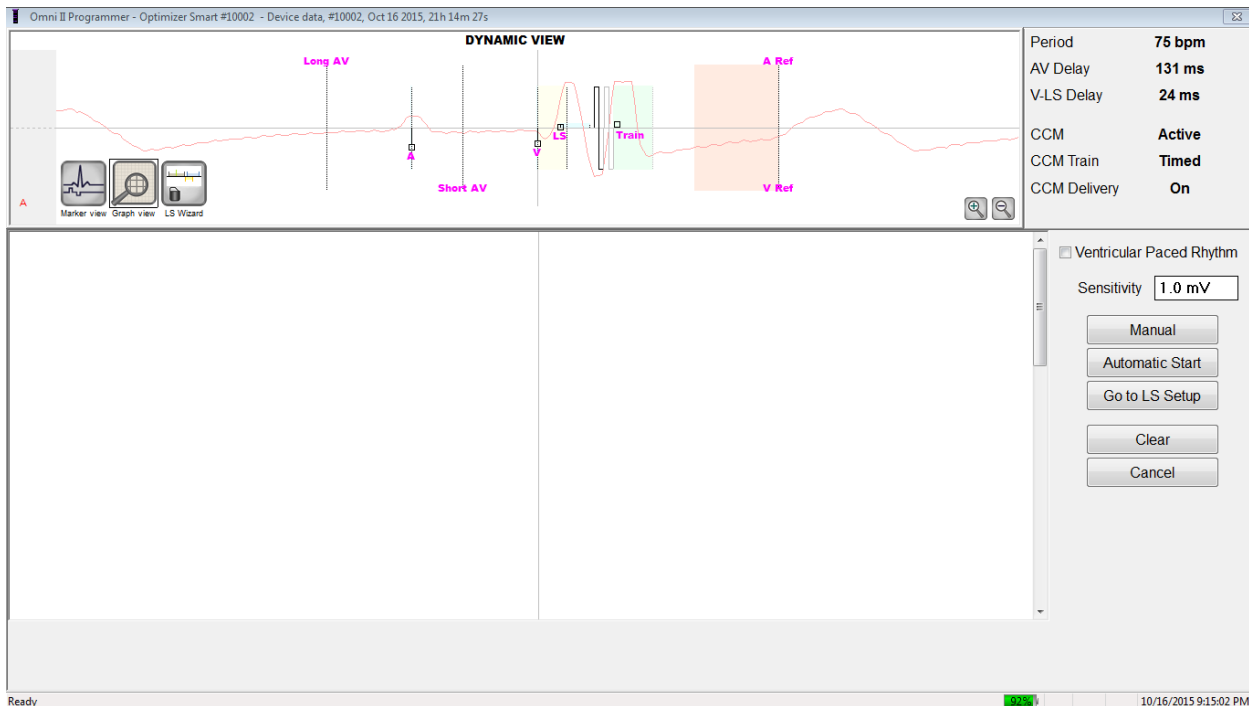 Omni II Programmer - Optimizer Smart #10002 - Device data, #10002, Oct 16 2015, 21h 14m 27s
DYNAMIC VIEW
Long AV
A Ref
A
V
LS
Train
Short AV
V Ref
A
Marker view
Graph view
LS Wizard
Period 75 bpm
AV Delay 131 ms
V-LS Delay 24 ms
CCM Active
CCM Train Timed
CCM Delivery On
Ventricular Paced Rhythm
Sensitivity 1.0 mV
Manual
Automatic Start
Go to LS Setup
Clear
Cancel
Ready
92%
10/16/2015 9:15:02 PM